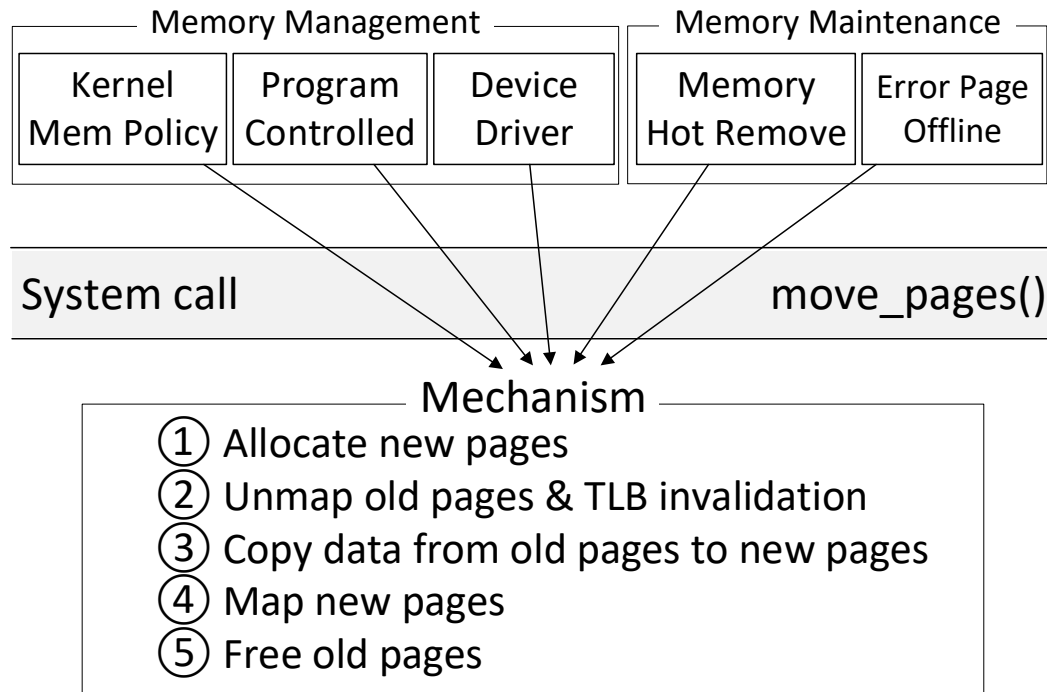 Memory Management
Memory Maintenance
Kernel
Mem Policy
Program
Controlled
Device
Driver
Memory
Hot Remove
Error Page
Offline
System call
move_pages()
Mechanism
① Allocate new pages
② Unmap old pages & TLB invalidation
③ Copy data from old pages to new pages
④ Map new pages
⑤ Free old pages